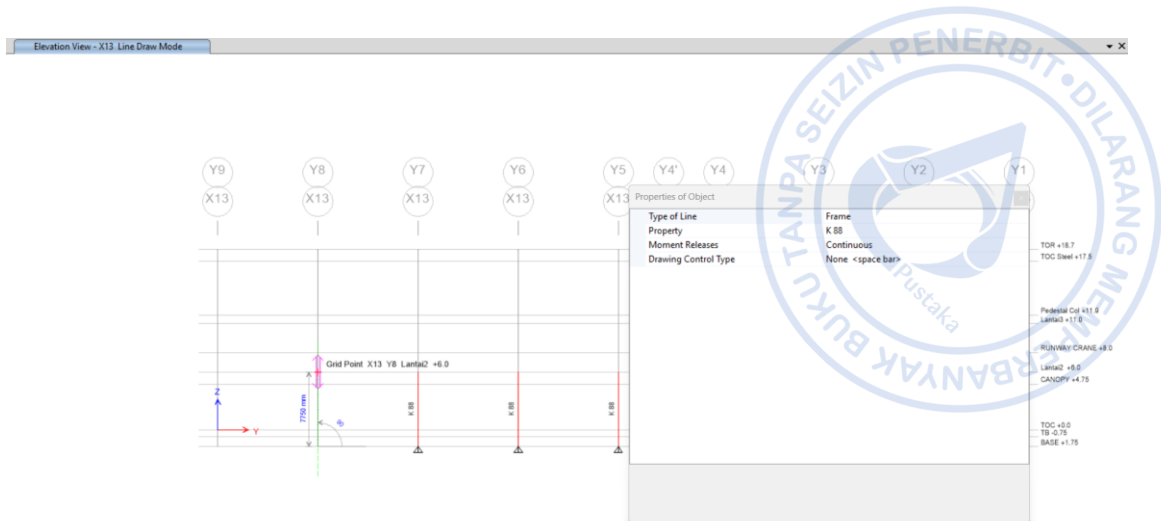 Elevation View - X13 Line Draw Mode
Y9 Y8 Y7 Y6 Y5 Y4' Y4 Y3 Y2 Y1
X13 X13 X13 X13 X13
Properties of Object
Type of Line Frame
Property K 88
Moment Releases Continuous
Drawing Control Type None <space bar>
TOR +18.7
TOC Steel +17.5
Pedestal Col +11.0
Lantai3 +11.0
RUNWAY CRANE +8.0
Lantai2 +6.0
CANOPY +4.75
TOC +0.0
TB -0.75
BASE +1.75
Grid Point X13 Y8 Lantai2 +6.0
7750 mm
90
K 88
K 88
K 88
Z
Y
DILARANG MEMPERBANYAK BUKU TANPA SEIZIN PENERBIT
Pustaka